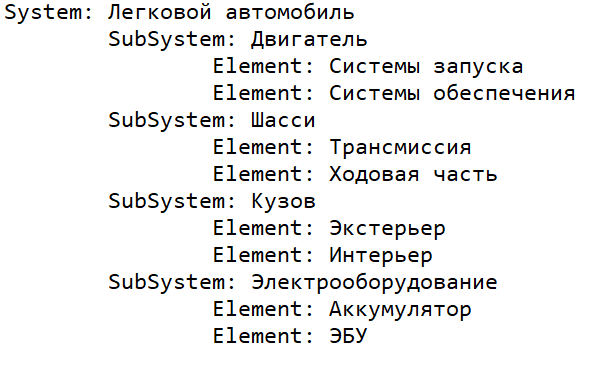 System: Легковой автомобиль
SubSystem: Двигатель
Element: Системы запуска
Element: Системы обеспечения
SubSystem: Шасси
Element: Трансмиссия
Element: Ходовая часть
SubSystem: Кузов
Element: Экстерьер
Element: Интерьер
SubSystem: Электрооборудование
Element: Аккумулятор
Element: ЭБУ